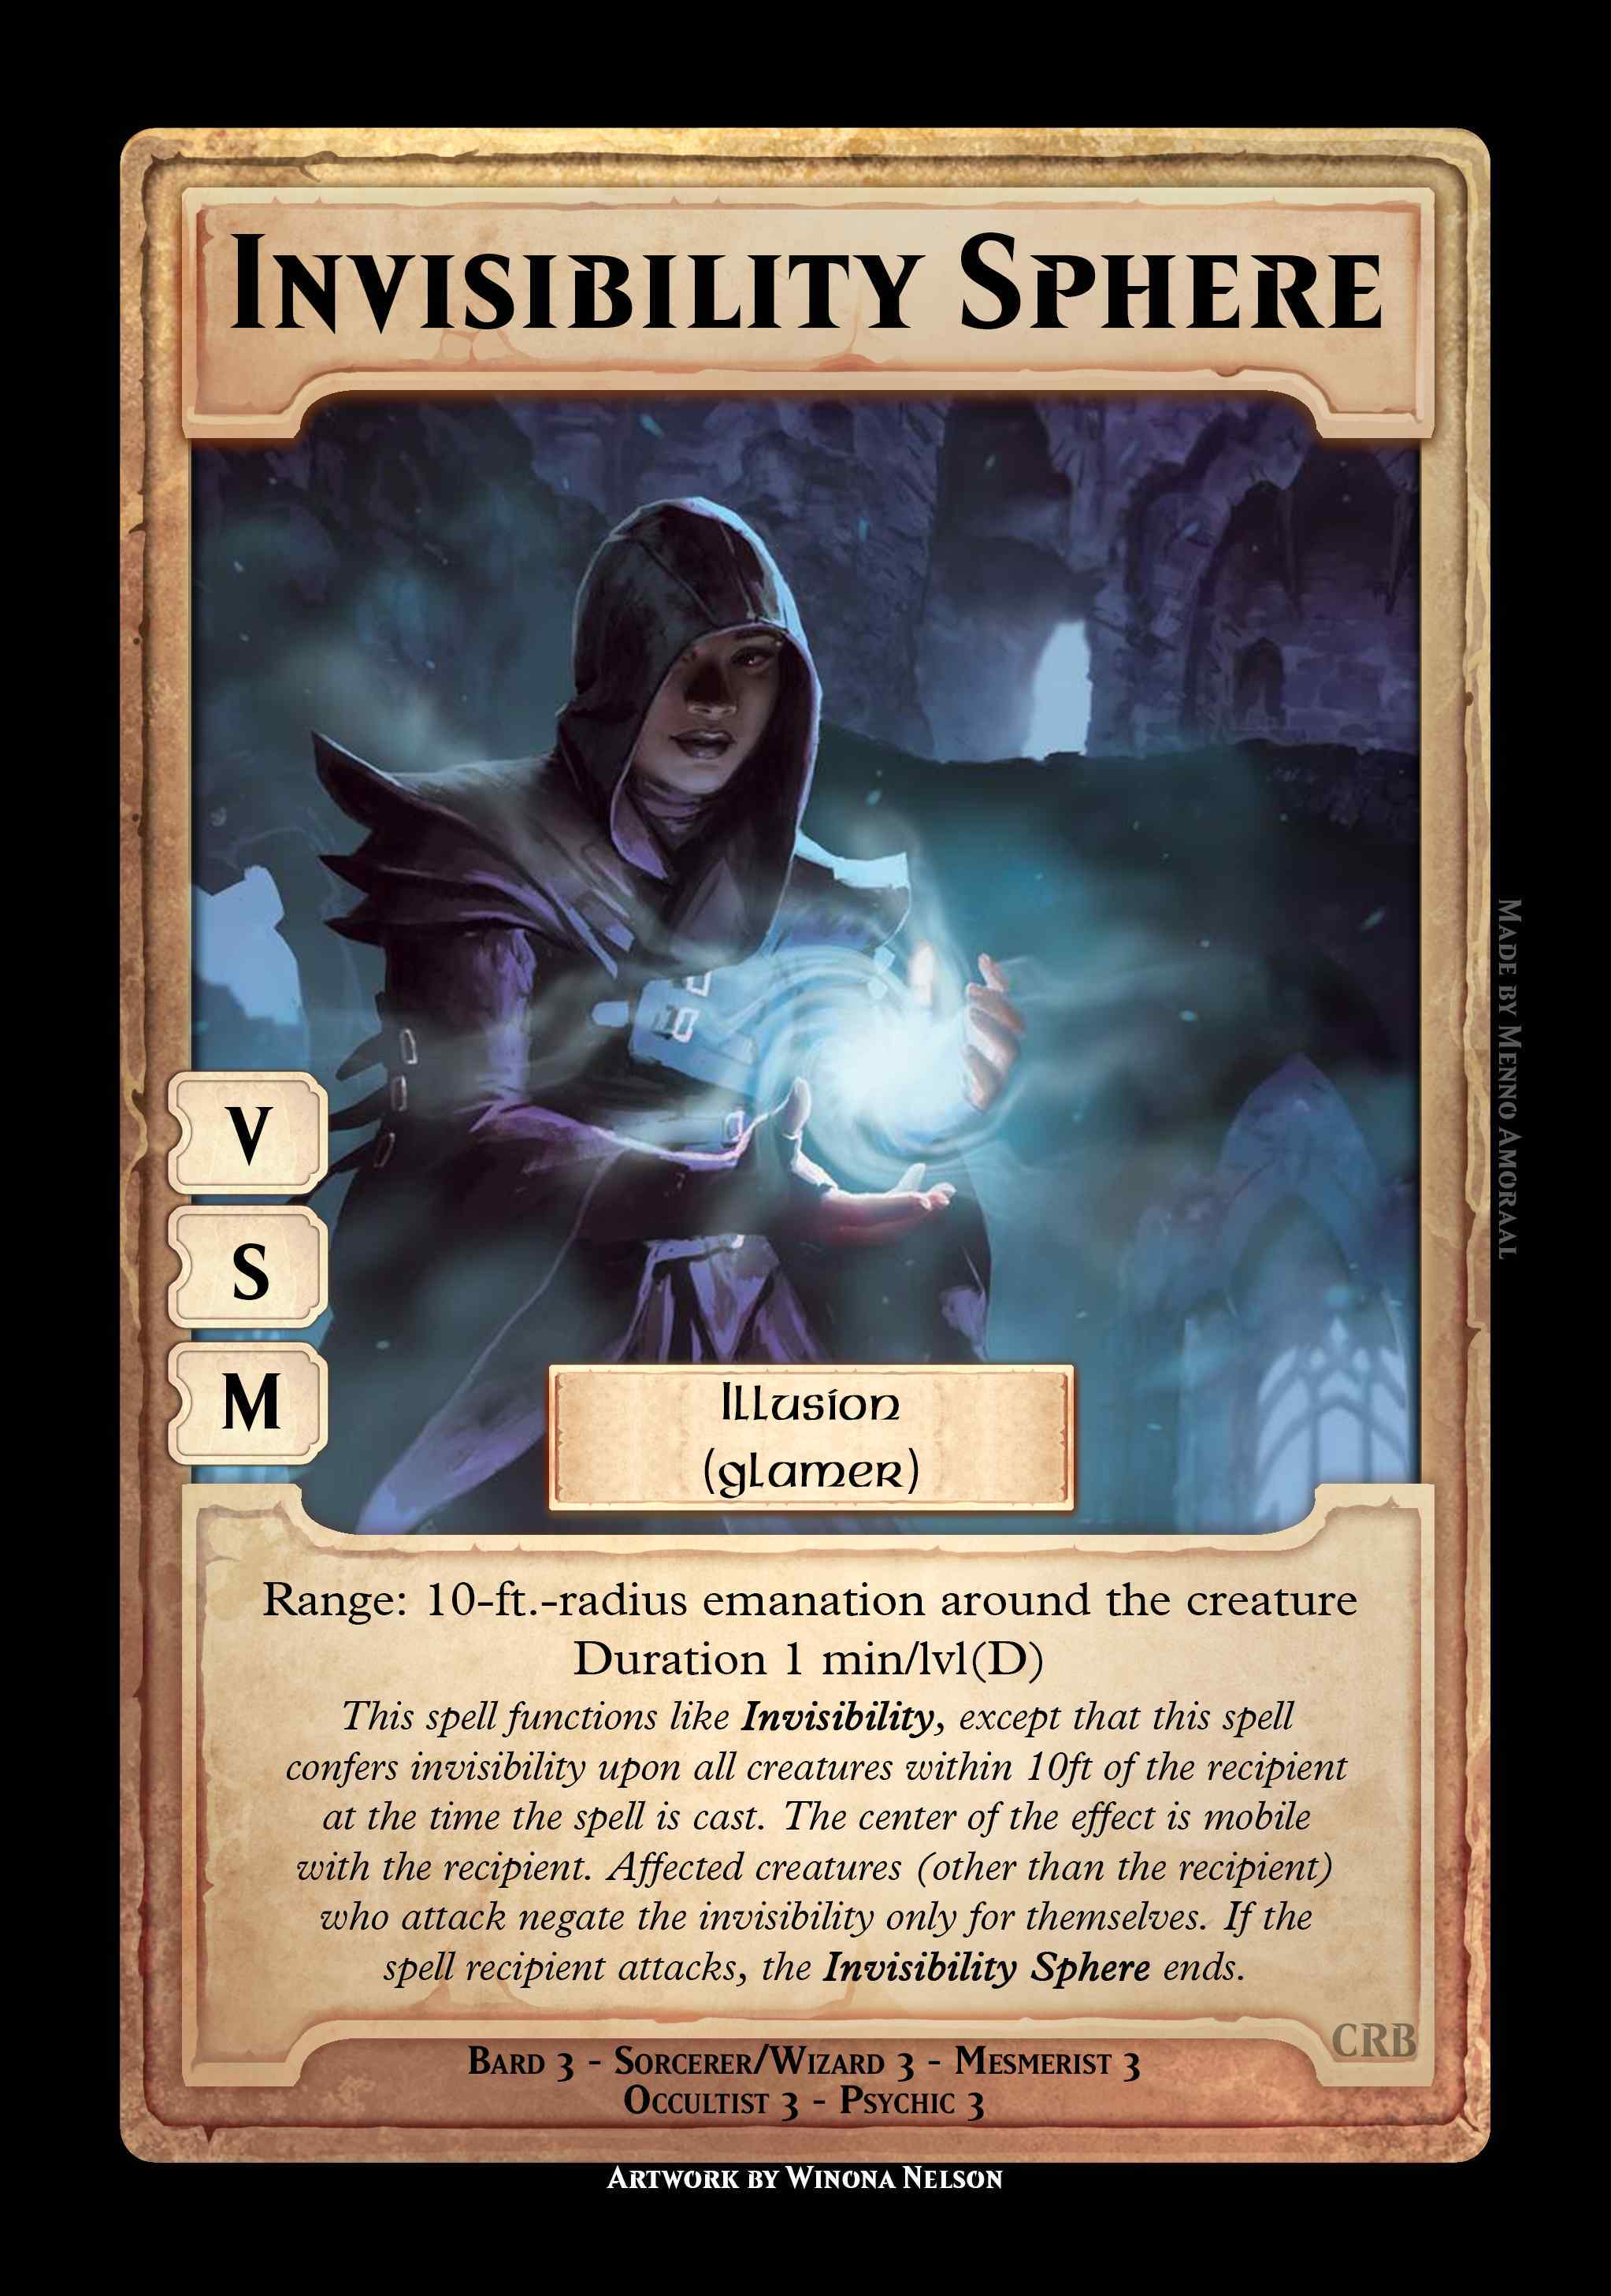 Invisibility Sphere
V
S
M
Illusion
(glamer)
Range: 10-ft.-radius emanation around the creature
Duration 1 min/lvl(D)
This spell functions like Invisibility, except that this spell
confers invisibility upon all creatures within 10ft of the recipient
at the time the spell is cast. The center of the effect is mobile
with the recipient. Affected creatures (other than the recipient)
who attack negate the invisibility only for themselves. If the
spell recipient attacks, the Invisibility Sphere ends.
CRB
Bard 3 - Sorcerer/Wizard 3 - Mesmerist 3
Occultist 3 - Psychic 3
Artwork by Winona Nelson
Made by Menno Amoraal